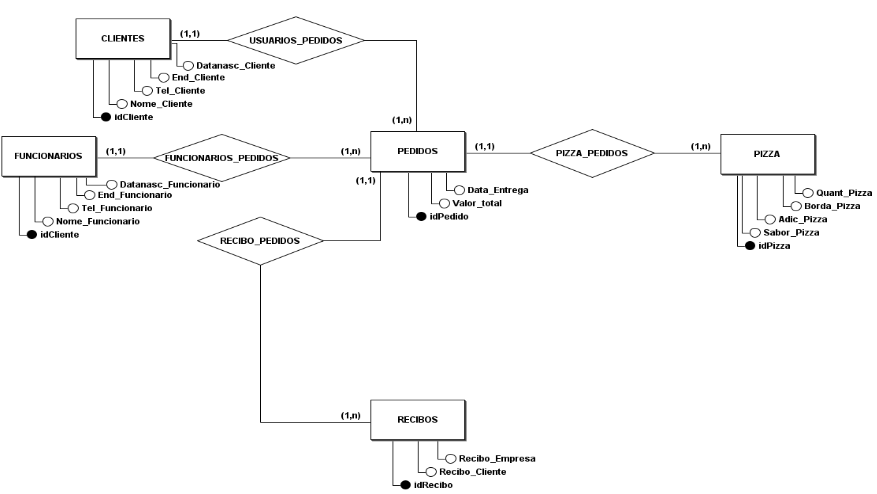 CLIENTES
(1,1)
USUARIOS_PEDIDOS
Datanasc_Cliente
End_Cliente
Tel_Cliente
Nome_Cliente
idCliente
(1,n)
FUNCIONARIOS
(1,1)
FUNCIONARIOS_PEDIDOS
(1,n)
PEDIDOS
(1,1)
PIZZA_PEDIDOS
(1,n)
PIZZA
Datanasc_Funcionario
End_Funcionario
Tel_Funcionario
Nome_Funcionario
idCliente
(1,1)
Data_Entrega
Valor_total
idPedido
Quant_Pizza
Borda_Pizza
Adic_Pizza
Sabor_Pizza
idPizza
RECIBO_PEDIDOS
(1,n)
RECIBOS
Recibo_Empresa
Recibo_Cliente
idRecibo